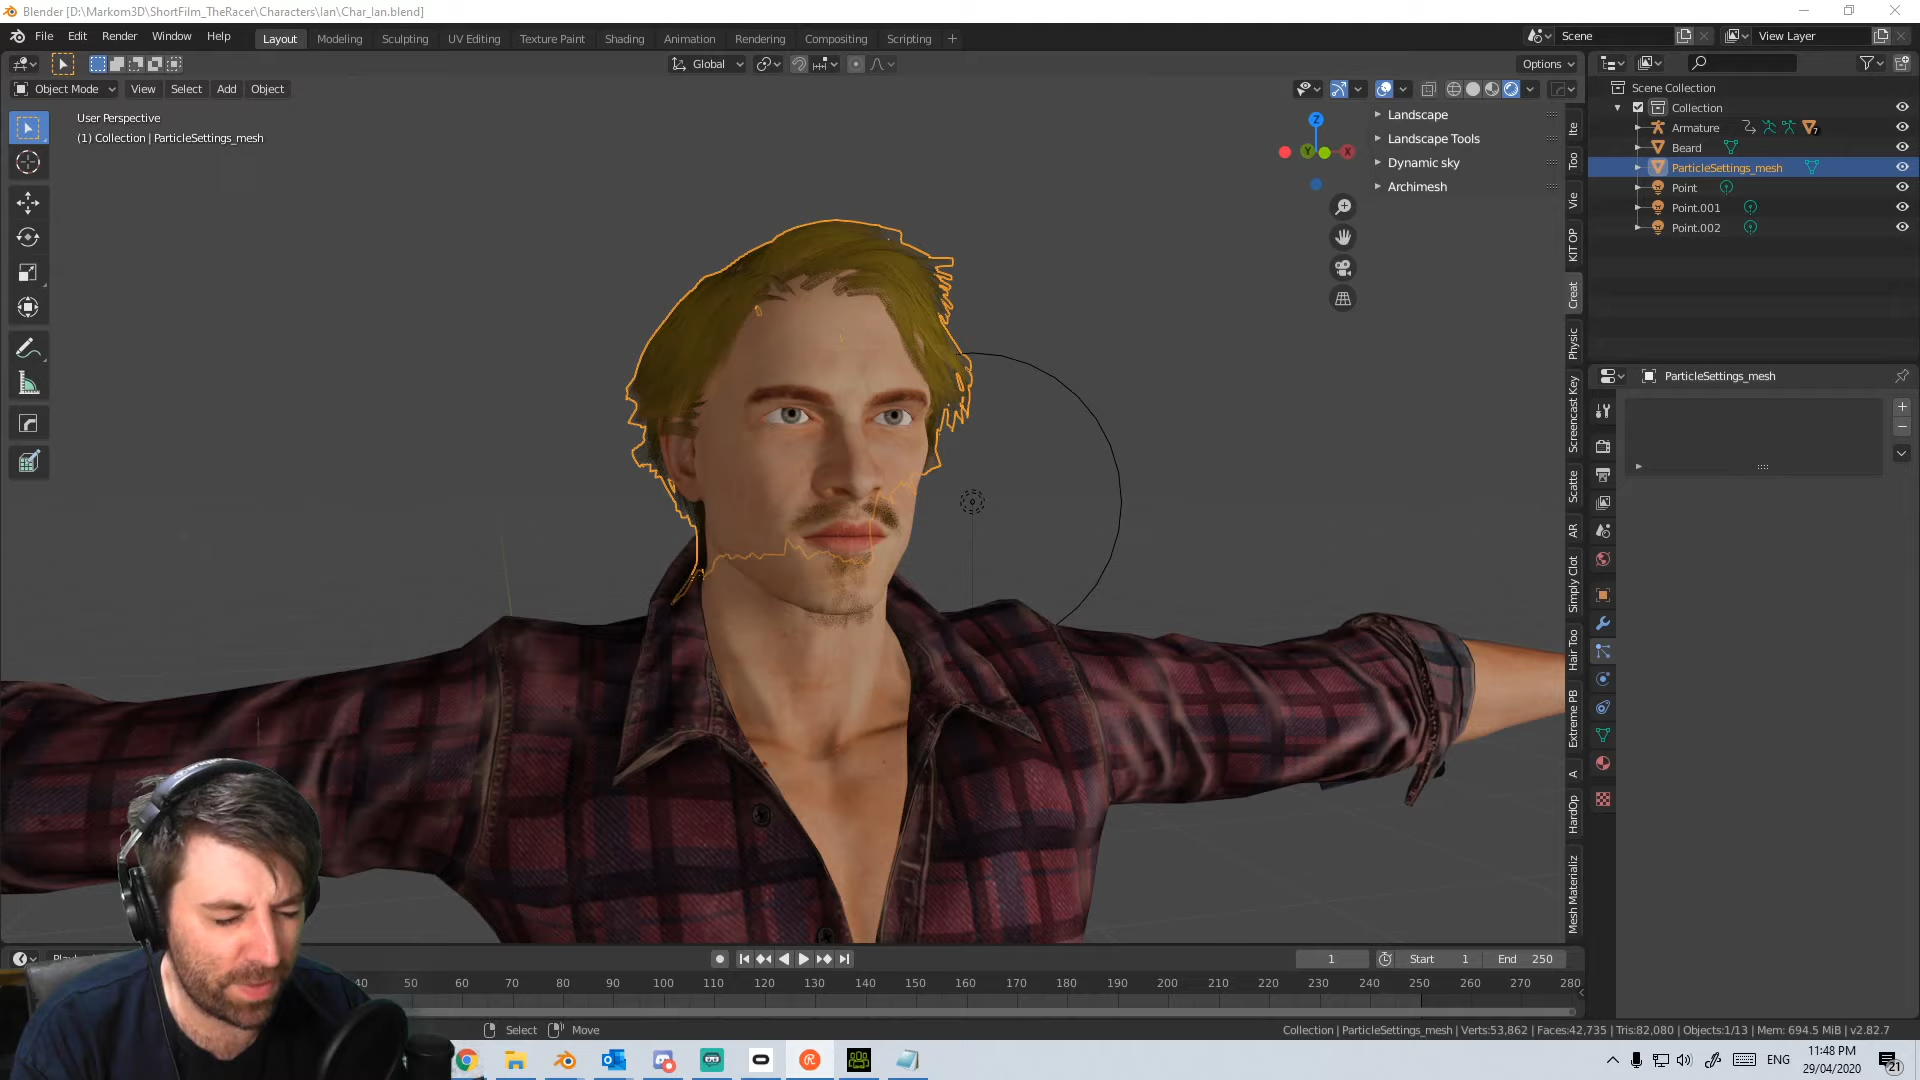 Blender [D:\Markom3D\ShortFilm_TheRacer\Characters\Ian\Char_Ian.blend]
File Edit Render Window Help Layout Modeling Sculpting UV Editing Texture Paint Shading Animation Rendering Compositing Scripting + Scene View Layer
Global Options
Object Mode View Select Add Object
User Perspective
(1) Collection | ParticleSettings_mesh
Z
Y
X
Landscape
Landscape Tools
Dynamic sky
Archimesh
Ite
Too
Vie
KIT OP
Creat
Physic
Screencast Key
Scatte
AR
Simply Clot
Hair Too
Extreme PB
A
HardOp
Mesh Materializ
Scene Collection
Collection
Armature 7
Beard
ParticleSettings_mesh
Point
Point.001
Point.002
ParticleSettings_mesh
1 Start 1 End 250
40 50 60 70 80 90 100 110 120 130 140 150 160 170 180 190 200 210 220 230 240 250 260 270 280
Select Move
Collection | ParticleSettings_mesh | Verts:53,862 | Faces:42,735 | Tris:82,080 | Objects:1/13 | Mem: 694.5 MiB | v2.82.7
ENG
11:48 PM
29/04/2020
21